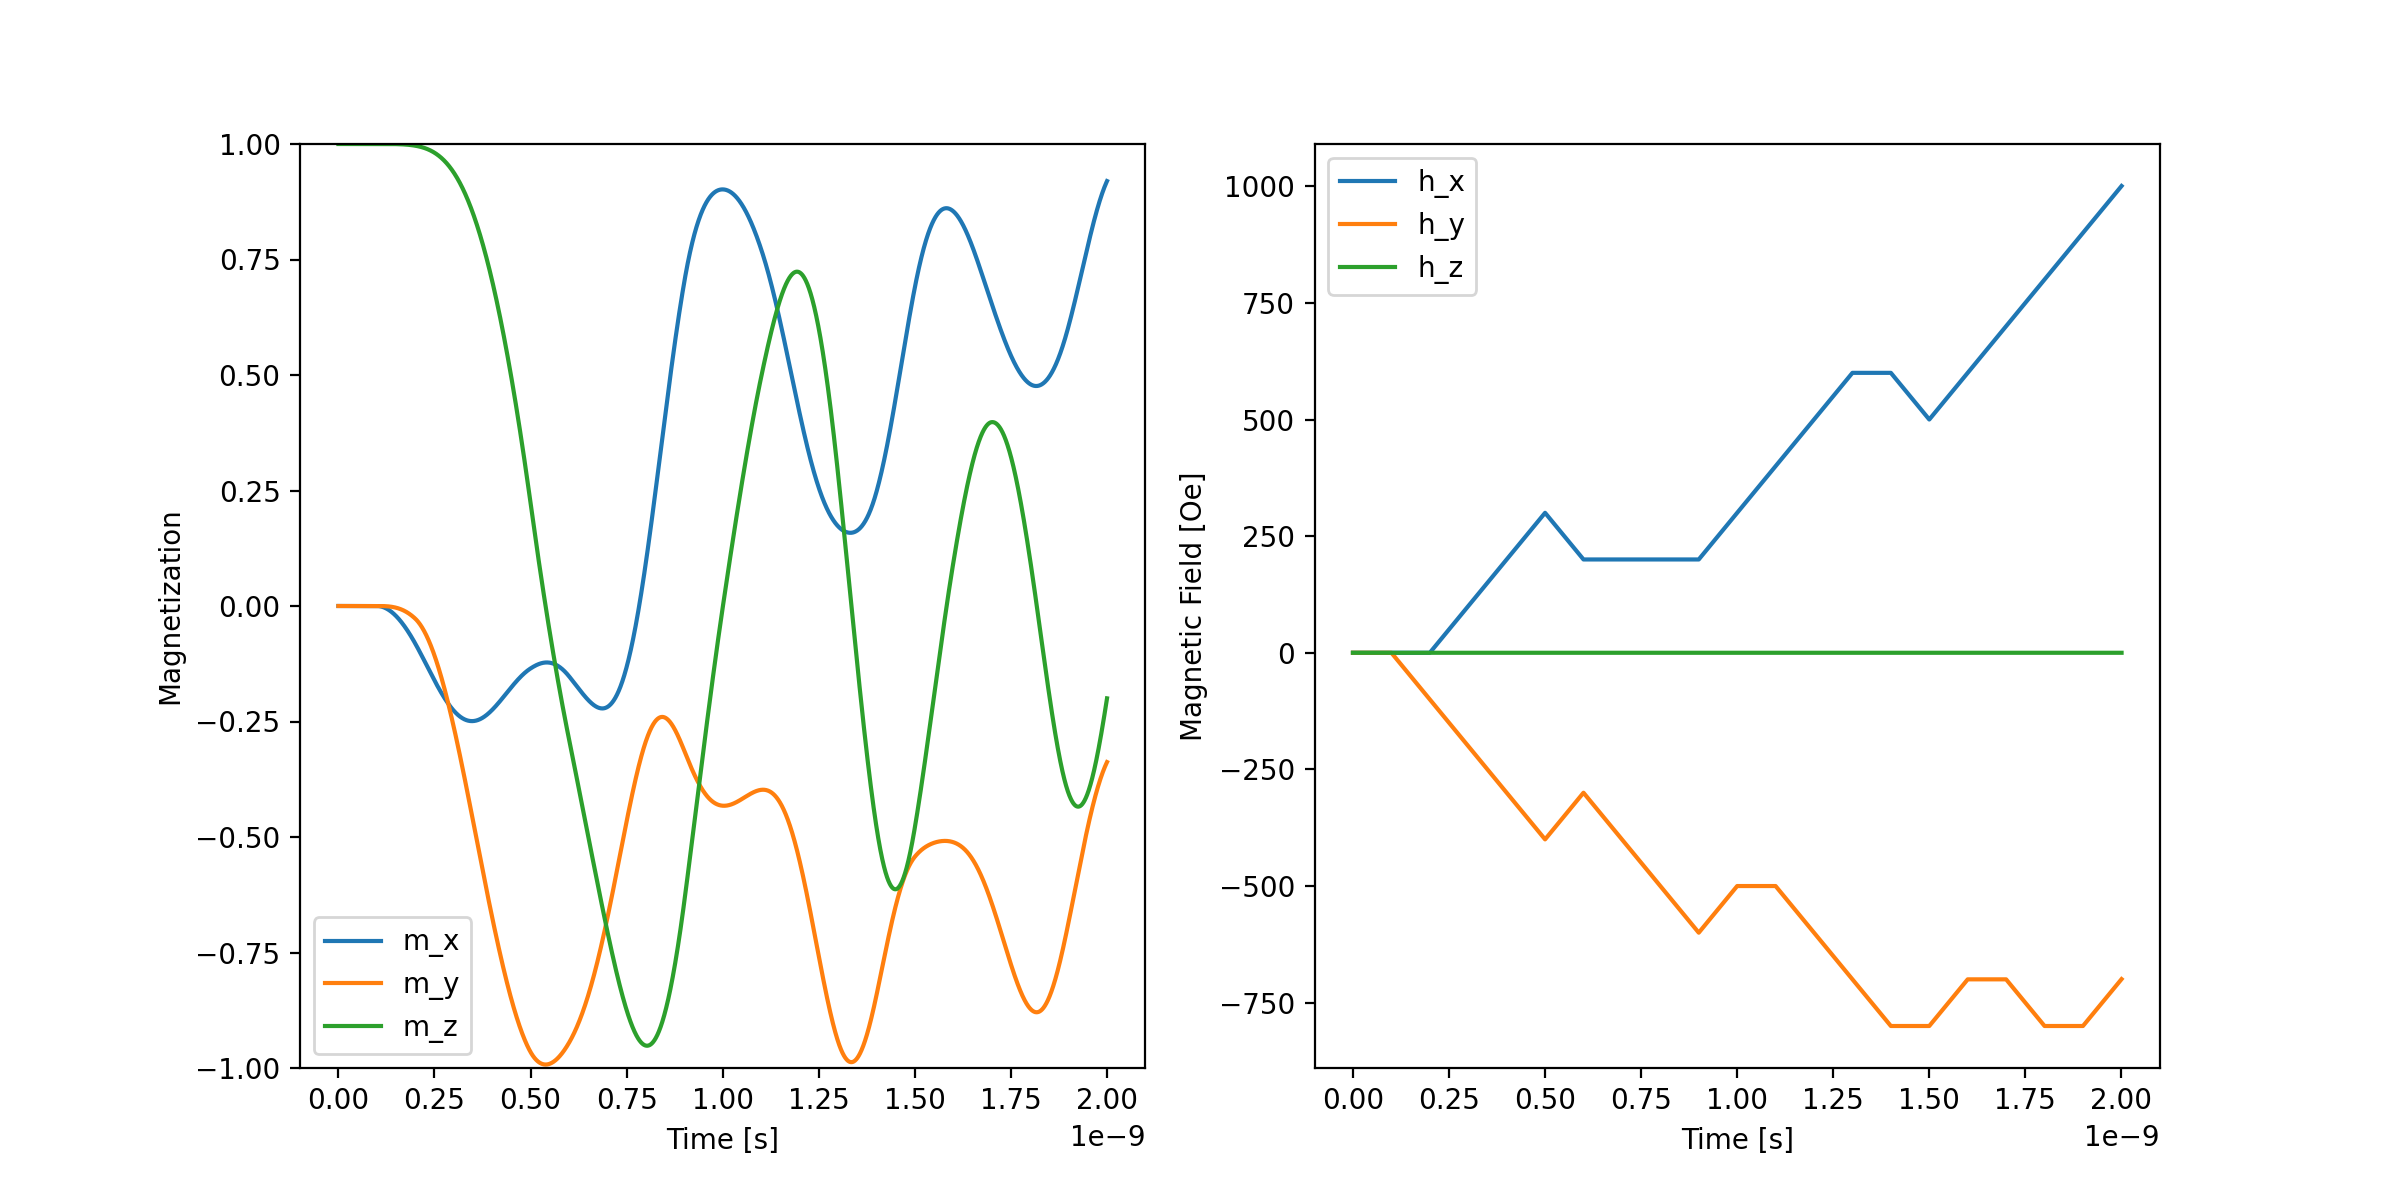 1.00
0.75
0.50
0.25
0.00
−0.25
−0.50
−0.75
−1.00
Magnetization
m_x
m_y
m_z
0.00 0.25 0.50 0.75 1.00 1.25 1.50 1.75 2.00
Time [s]
1e−9
1000
750
500
250
0
−250
−500
−750
Magnetic Field [Oe]
h_x
h_y
h_z
0.00 0.25 0.50 0.75 1.00 1.25 1.50 1.75 2.00
Time [s]
1e−9